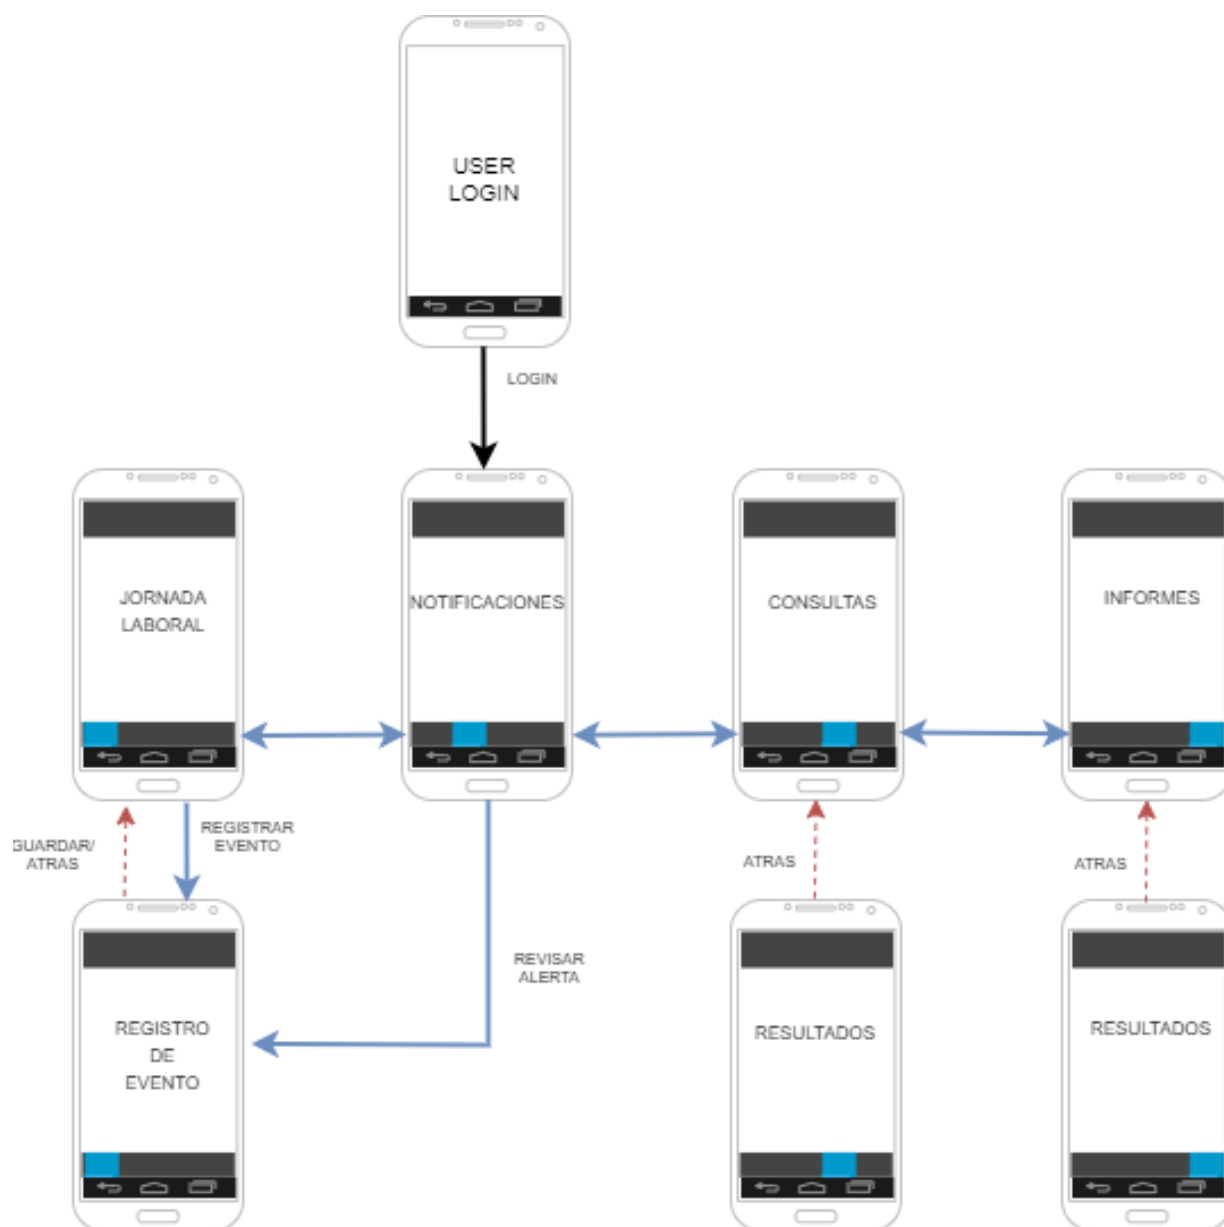 USER
LOGIN
LOGIN
JORNADA
LABORAL
NOTIFICACIONES
CONSULTAS
INFORMES
GUARDAR/
ATRAS
REGISTRAR
EVENTO
ATRAS
ATRAS
REVISAR
ALERTA
REGISTRO
DE
EVENTO
RESULTADOS
RESULTADOS